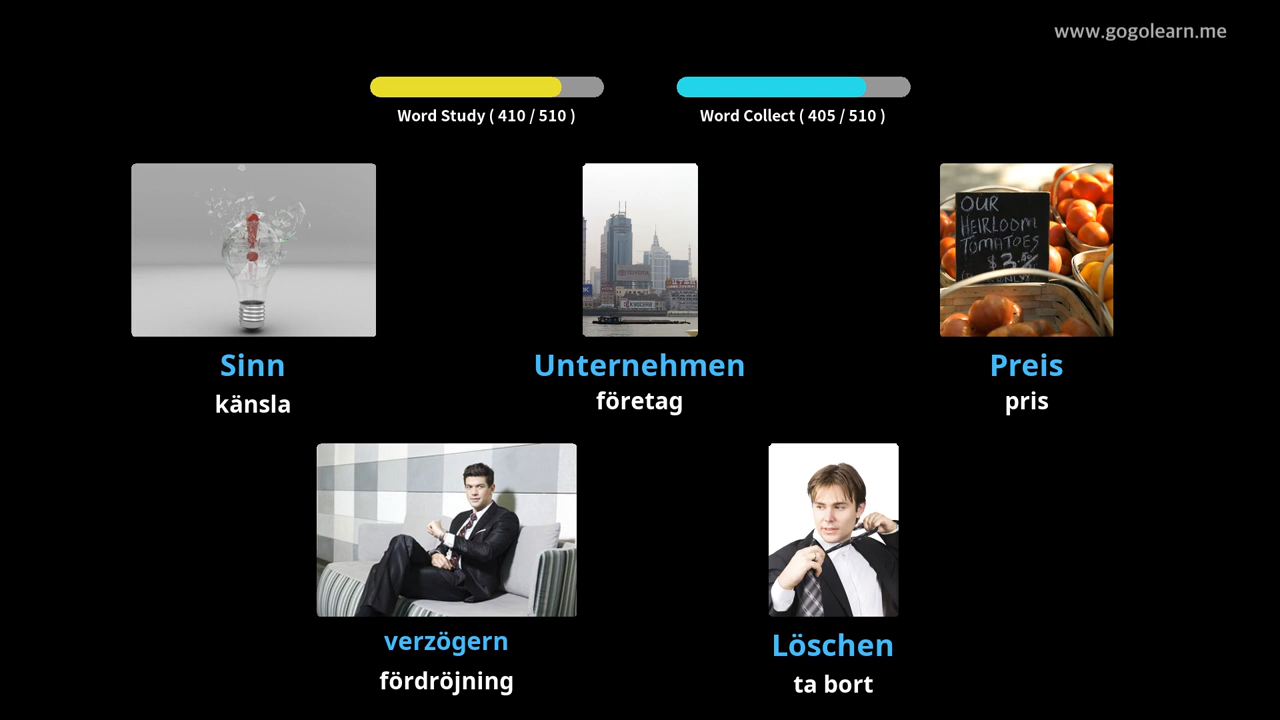 www.gogolearn.me
Word Study ( 410 / 510 )
Word Collect ( 405 / 510 )
OUR
HEIRLOOM
TOMATOES
TOYOTA
Sinn
känsla
Unternehmen
företag
Preis
pris
verzögern
fördröjning
Löschen
ta bort